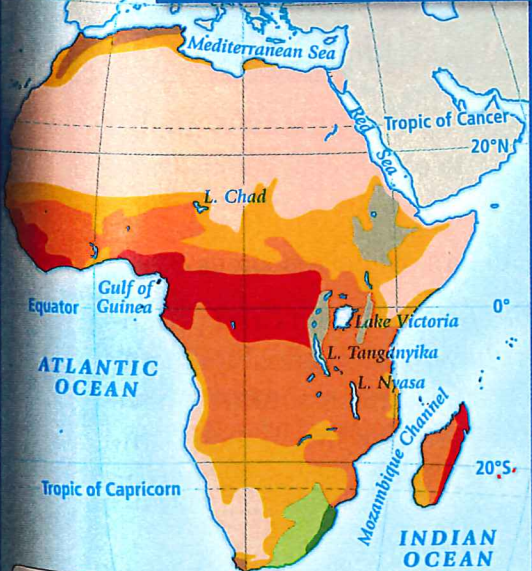 Mediterranean Sea
Red
Sea
Tropic of Cancer
20°N
L. Chad
Gulf of
Guinea
Equator
0°
Lake Victoria
L. Tanganyika
L. Nyasa
ATLANTIC
OCEAN
Mozambique Channel
20°S
Tropic of Capricorn
INDIAN
OCEAN